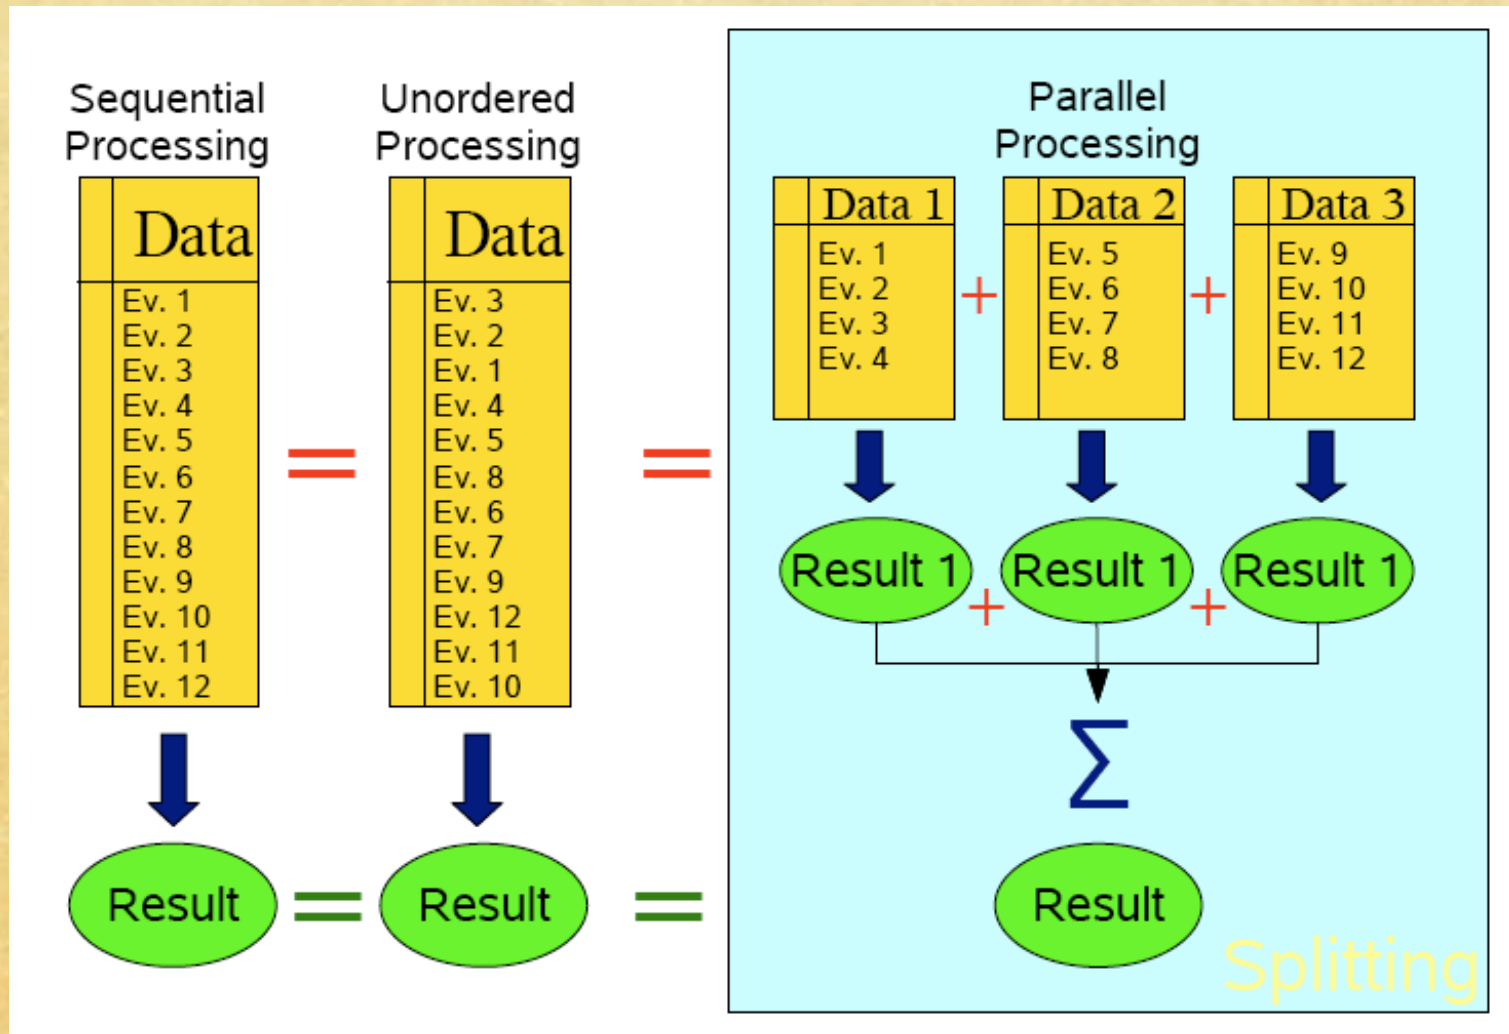 Sequential
Processing
Data
Ev. 1
Ev. 2
Ev. 3
Ev. 4
Ev. 5
Ev. 6
Ev. 7
Ev. 8
Ev. 9
Ev. 10
Ev. 11
Ev. 12
Result
=
=
Unordered
Processing
Data
Ev. 3
Ev. 2
Ev. 1
Ev. 4
Ev. 5
Ev. 8
Ev. 6
Ev. 7
Ev. 9
Ev. 12
Ev. 11
Ev. 10
Result
=
=
Parallel
Processing
Data 1
Ev. 1
Ev. 2
Ev. 3
Ev. 4
+
Data 2
Ev. 5
Ev. 6
Ev. 7
Ev. 8
+
Data 3
Ev. 9
Ev. 10
Ev. 11
Ev. 12
Result 1 + Result 1 + Result 1
Σ
Result
Splitting